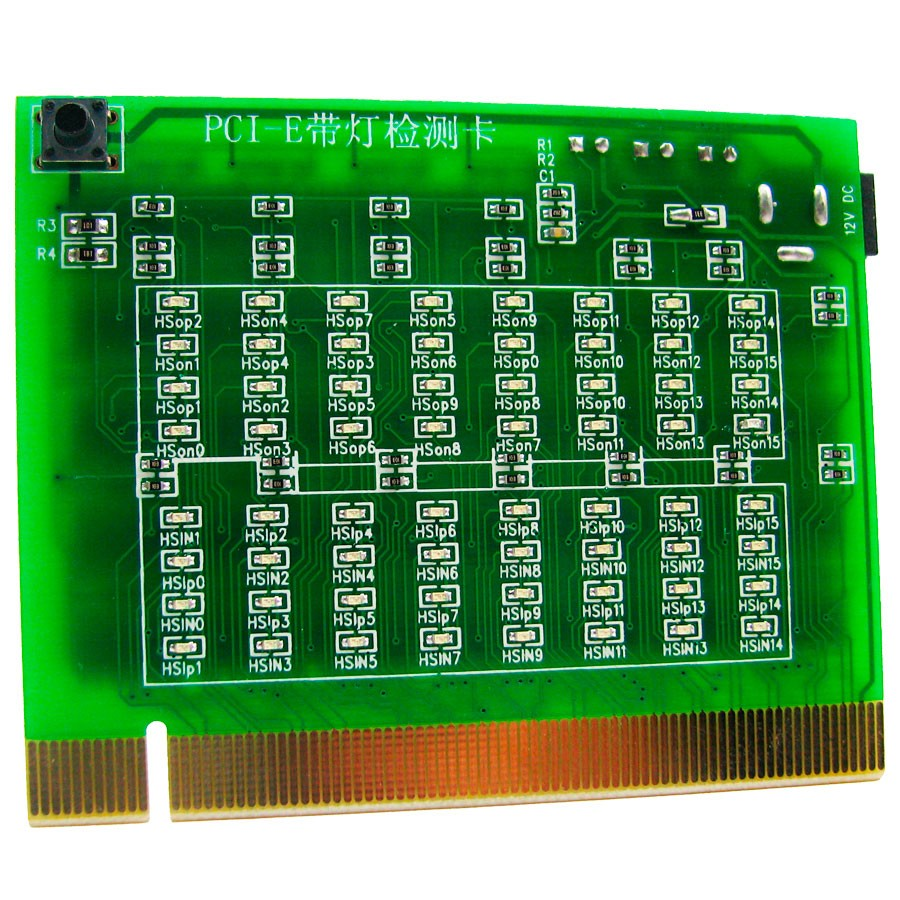 PCI-E带灯检测卡
R1
R2
C1
R3
R4
12V DC
HSop2 HSon4 HSop7 HSon5 HSon9 HSop11 HSop12 HSop14
HSon1 HSop4 HSop3 HSon6 HSop0 HSon10 HSon12 HSop15
HSop1 HSon2 HSop5 HSop9 HSop8 HSop10 HSop13 HSon14
HSon0 HSon3 HSop6 HSon8 HSon7 HSon11 HSon13 HSon15
HSIN1 HSIp2 HSIp4 HSIp6 HSIp8 HSIp10 HSIp12 HSIp15
HSIp0 HSIN2 HSIN4 HSIN6 HSIN8 HSIN10 HSIN12 HSIN15
HSIN0 HSIp3 HSIp5 HSIp7 HSIp9 HSIp11 HSIp13 HSIp14
HSIp1 HSIN3 HSIN5 HSIN7 HSIN9 HSIN11 HSIN13 HSIN14